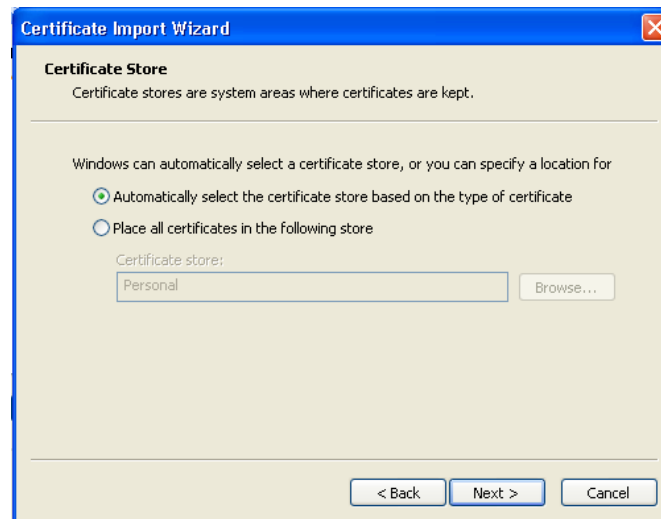 Certificate Import Wizard
Certificate Store
Certificate stores are system areas where certificates are kept.
Windows can automatically select a certificate store, or you can specify a location for
Automatically select the certificate store based on the type of certificate
Place all certificates in the following store
Certificate store:
Personal
Browse...
< Back
Next >
Cancel